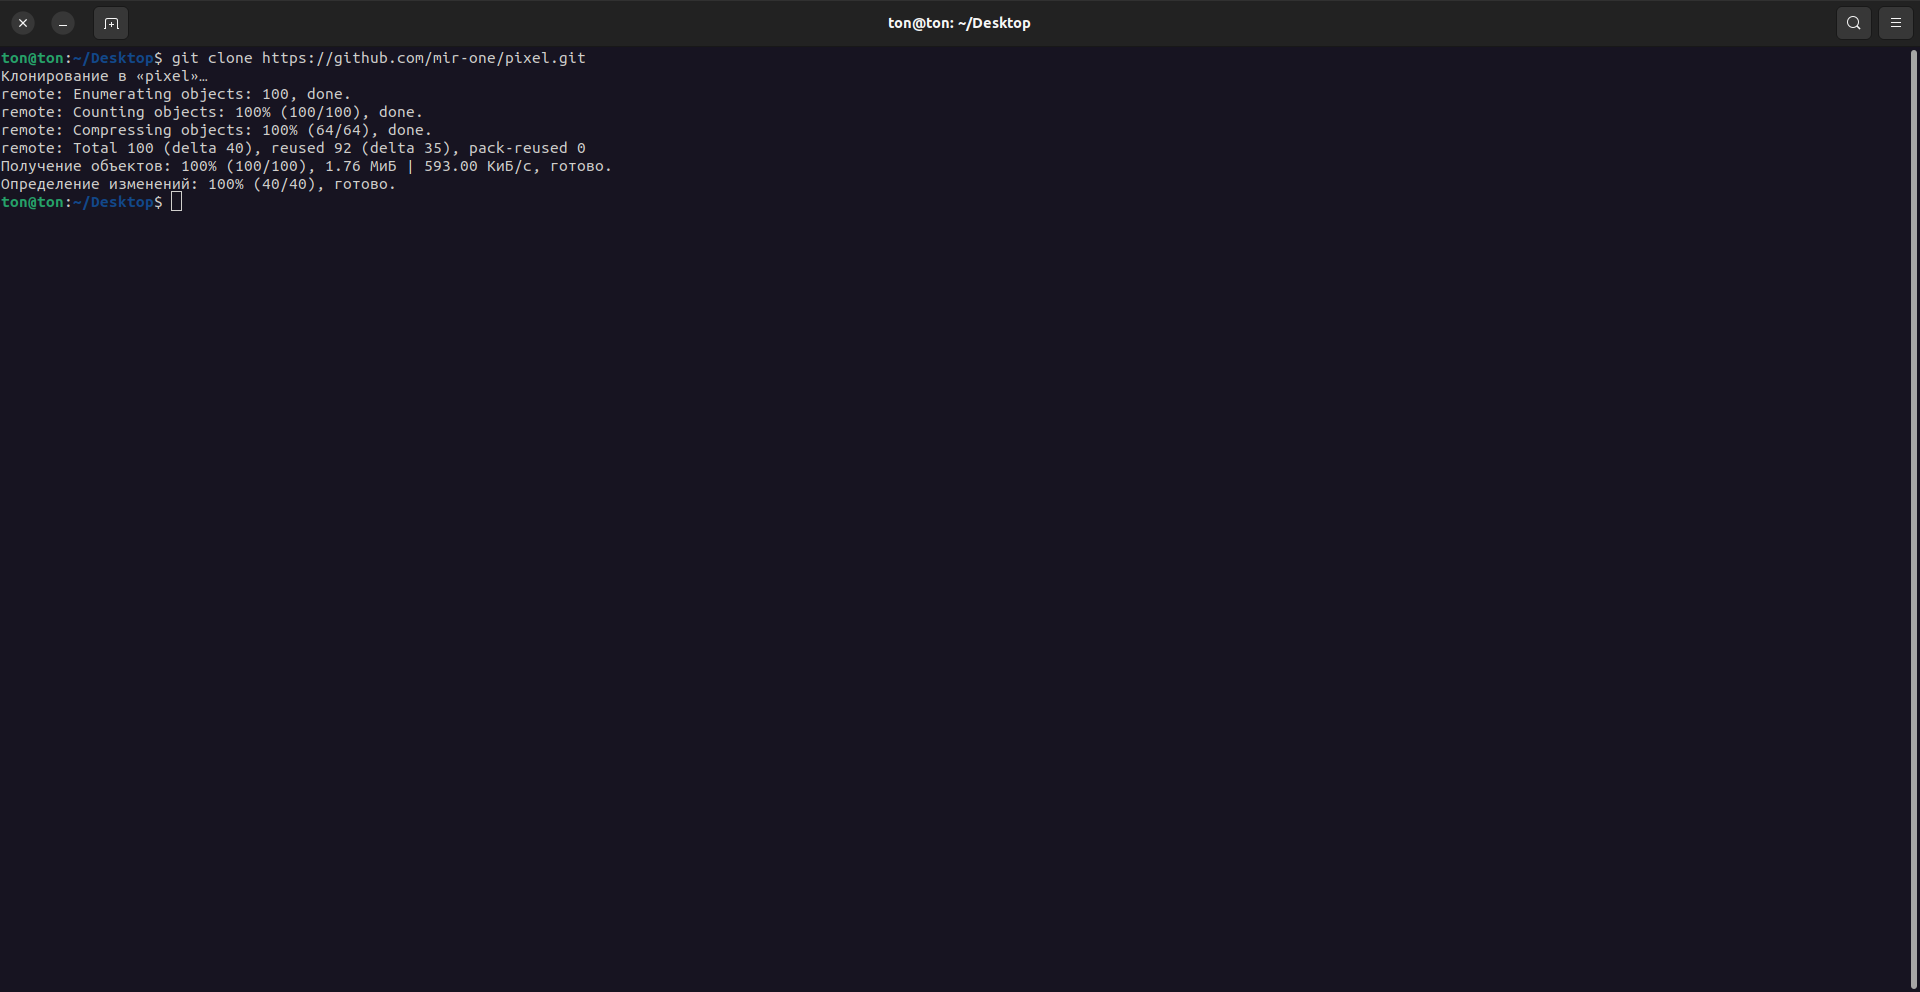 ton@ton: ~/Desktop
ton@ton:~/Desktop$ git clone https://github.com/mir-one/pixel.git
Клонирование в «pixel»…
remote: Enumerating objects: 100, done.
remote: Counting objects: 100% (100/100), done.
remote: Compressing objects: 100% (64/64), done.
remote: Total 100 (delta 40), reused 92 (delta 35), pack-reused 0
Получение объектов: 100% (100/100), 1.76 МиБ | 593.00 КиБ/с, готово.
Определение изменений: 100% (40/40), готово.
ton@ton:~/Desktop$